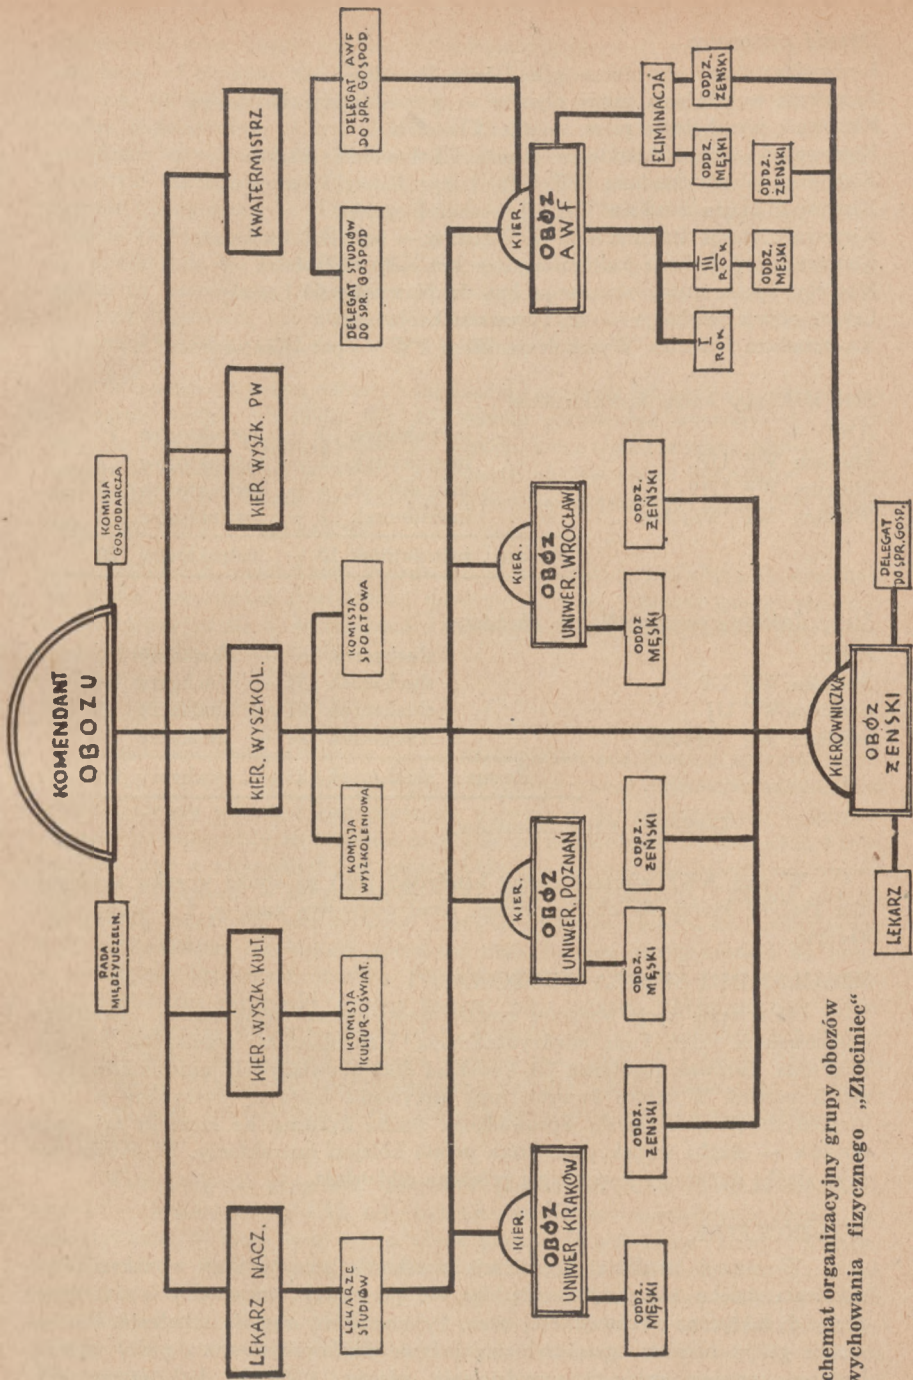 KOMENDANT
OBOZU
RADA
MIĘDZYUCZELN.
KOMISJA
GOSPODARCZA
LEKARZ NACZ.
KIER. WYSZK. KULT.
KIER. WYSZKOL.
KIER. WYSZK. PW
KWATERMISTRZ
LEKARZE
STUDIÓW
KOMISJA
KULTUR-OŚWIAT.
KOMISJA
WYSZKOLENIOWA
KOMISJA
SPORTOWA
DELEGAT STUDIÓW
DO SPR. GOSPOD
DELEGAT AWF
DO SPR. GOSPOD.
KIER.
OBÓZ
UNIWER KRAKÓW
KIER.
OBÓZ
UNIWER. POZNAŃ
KIER.
OBÓZ
UNIWER. WROCŁAW
KIER.
OBÓZ
AWF
ODDZ.
MĘSKI
ODDZ.
ŻEŃSKI
ODDZ.
MĘSKI
ODDZ.
ŻEŃSKI
ODDZ
MĘSKI
ODDZ.
ŻEŃSKI
ELIMINACJA
I
ROK
III
ROK
ODDZ.
MĘSKI
ODDZ.
ŻEŃSKI
ODDZ.
MĘSKI
ODDZ.
ŻEŃSKI
KIEROWNICZKA
OBÓZ
ŻEŃSKI
LEKARZ
DELEGAT
DO SPR. GOSP.
chemat organizacyjny grupy obozów
wychowania fizycznego „Złociniec“